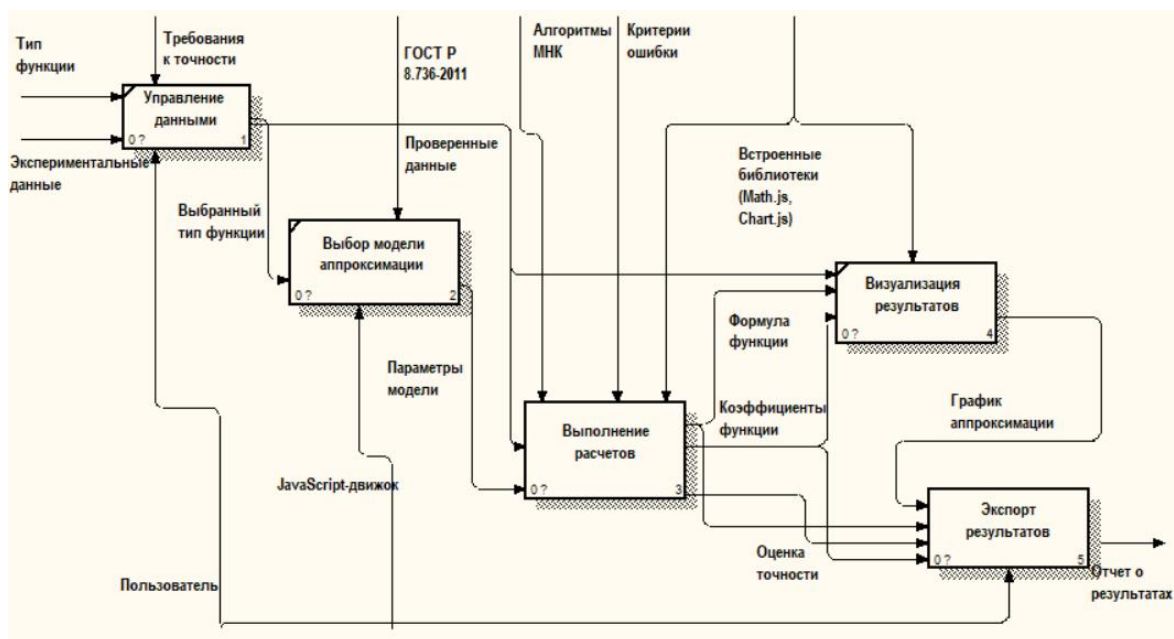 Тип
функции
Требования
к точности
ГОСТ Р
8.736-2011
Алгоритмы
МНК
Критерии
ошибки
Управление
данными
0 ?
1
Экспериментальные
данные
Проверенные
данные
Встроенные
библиотеки
(Math.js,
Chart.js)
Выбранный
тип функции
Выбор модели
аппроксимации
0 ?
2
Визуализация
результатов
0 ?
4
Формула
функции
Параметры
модели
Коэффициенты
функции
График
аппроксимации
Выполнение
расчетов
0 ?
3
JavaScript-движок
Экспорт
результатов
0 ?
5
Оценка
точности
Пользователь
Отчет о
результатах